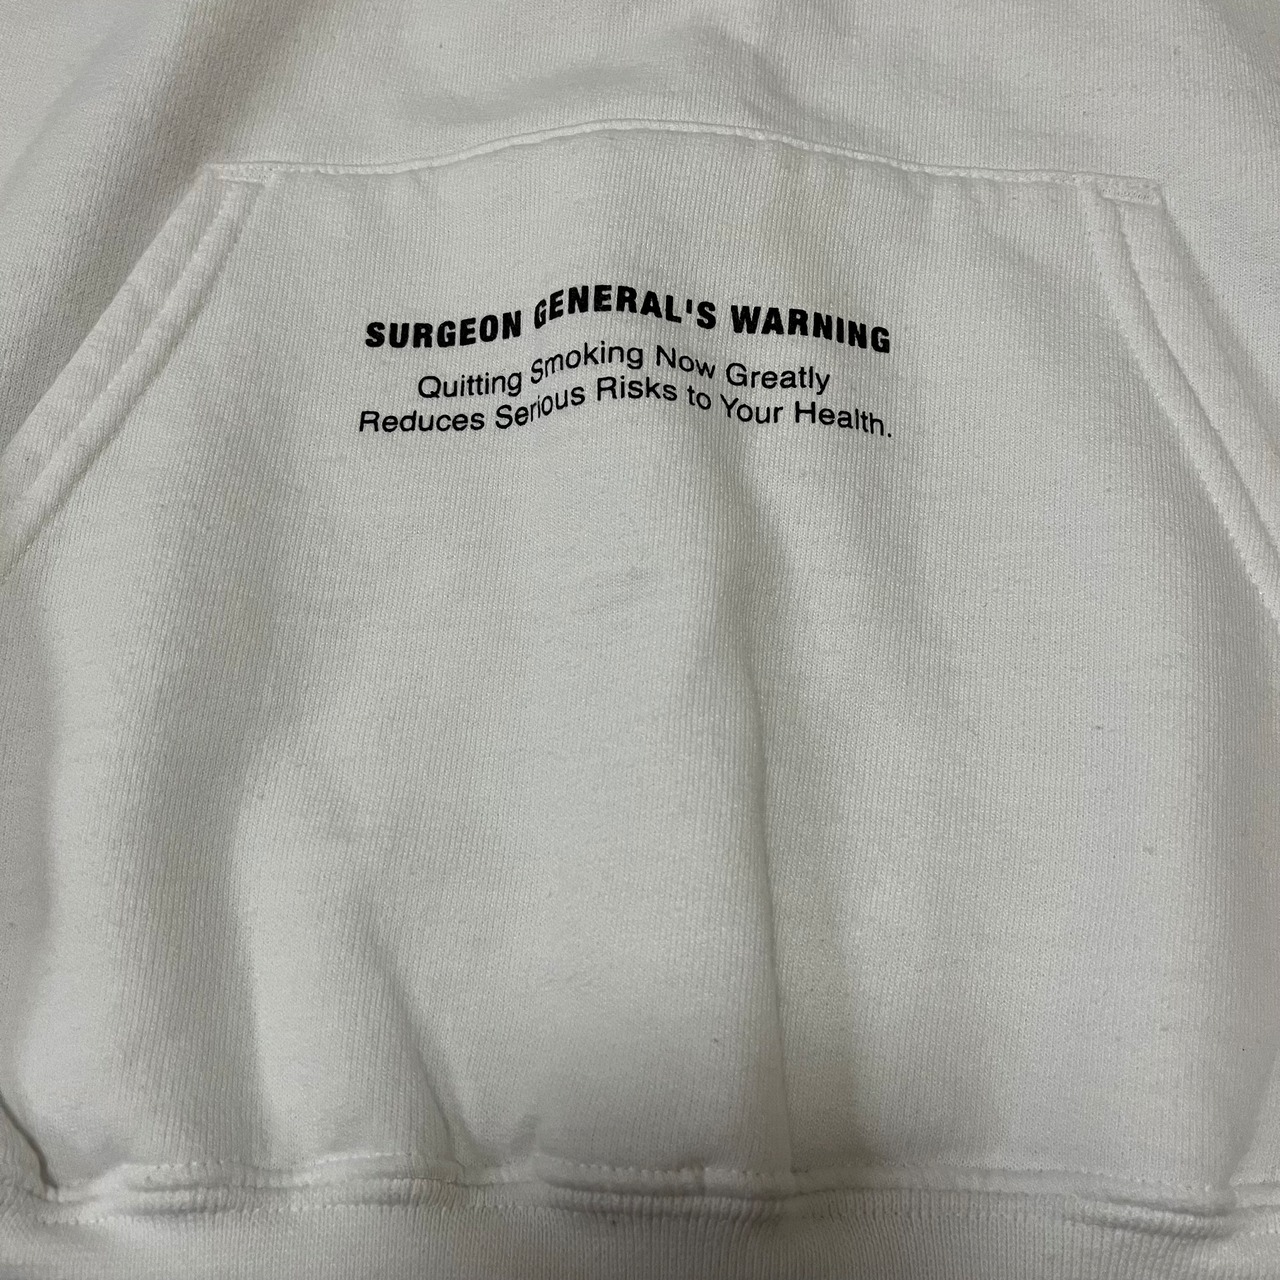 SURGEON GENERAL'S WARNING
Quitting Smoking Now Greatly
Reduces Serious Risks to Your Health.